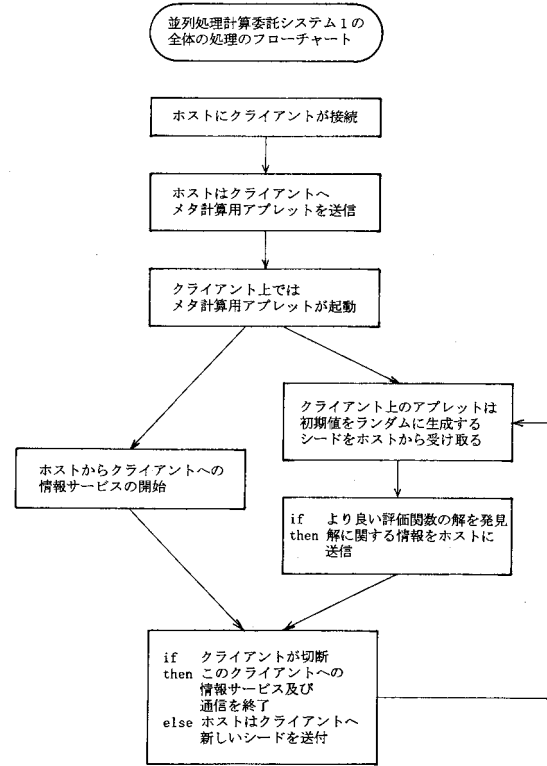 並列処理計算委託システム1の
全体の処理のフローチャート
ホストにクライアントが接続
ホストはクライアントへ
メタ計算用アプレットを送信
クライアント上では
メタ計算用アプレットが起動
クライアント上のアプレットは
初期値をランダムに生成する
シードをホストから受け取る
ホストからクライアントへの
情報サービスの開始
if より良い評価関数の解を発見
then 解に関する情報をホストに
送信
if クライアントが切断
then このクライアントへの
情報サービス及び
通信を終了
else ホストはクライアントへ
新しいシードを送付